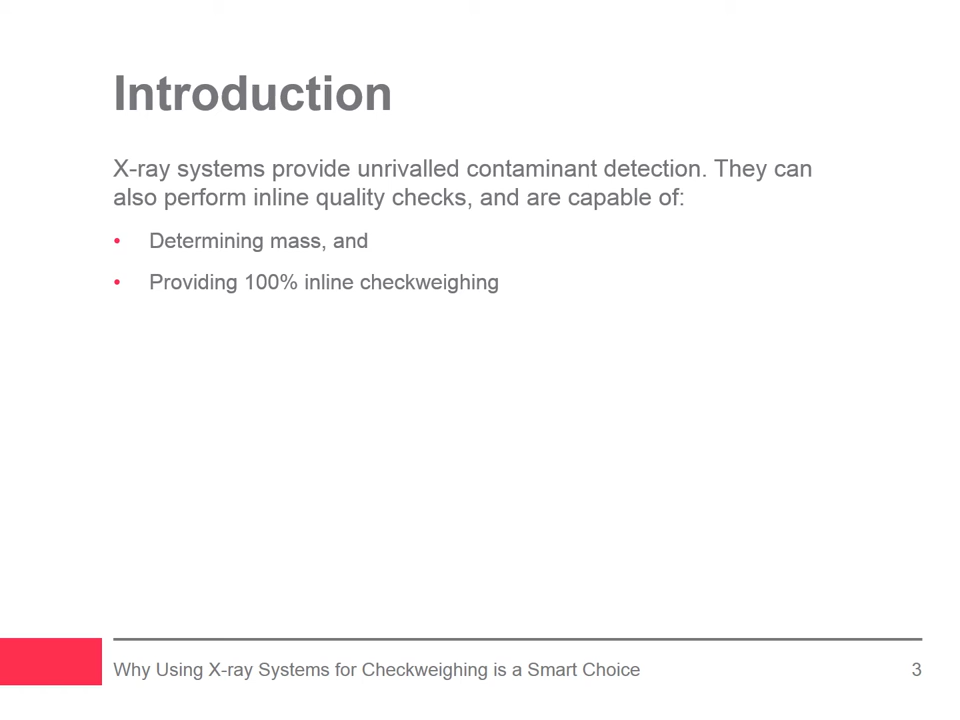 Introduction
X-ray systems provide unrivalled contaminant detection. They can
also perform inline quality checks, and are capable of:
• Determining mass, and
• Providing 100% inline checkweighing
Why Using X-ray Systems for Checkweighing is a Smart Choice 3